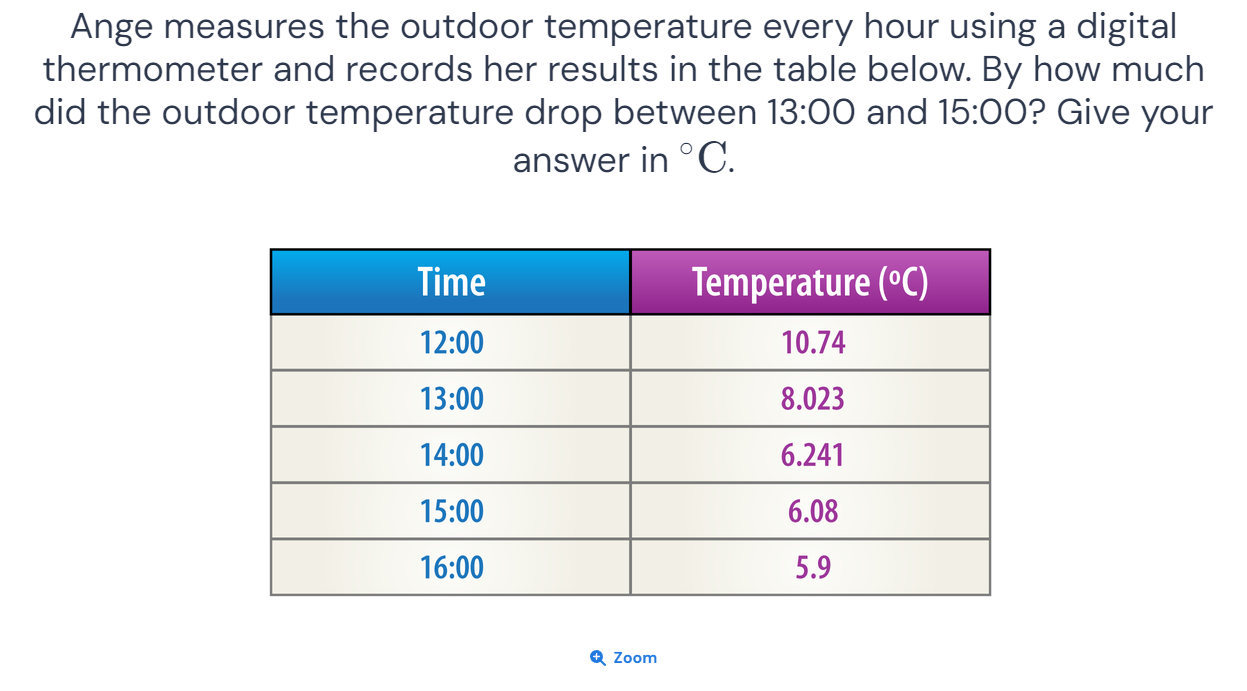 Ange measures the outdoor temperature every hour using a digital
thermometer and records her results in the table below. By how much
did the outdoor temperature drop between 13:00 and 15:00? Give your
answer in °C.
Time Temperature (ºC)
12:00 10.74
13:00 8.023
14:00 6.241
15:00 6.08
16:00 5.9
Zoom